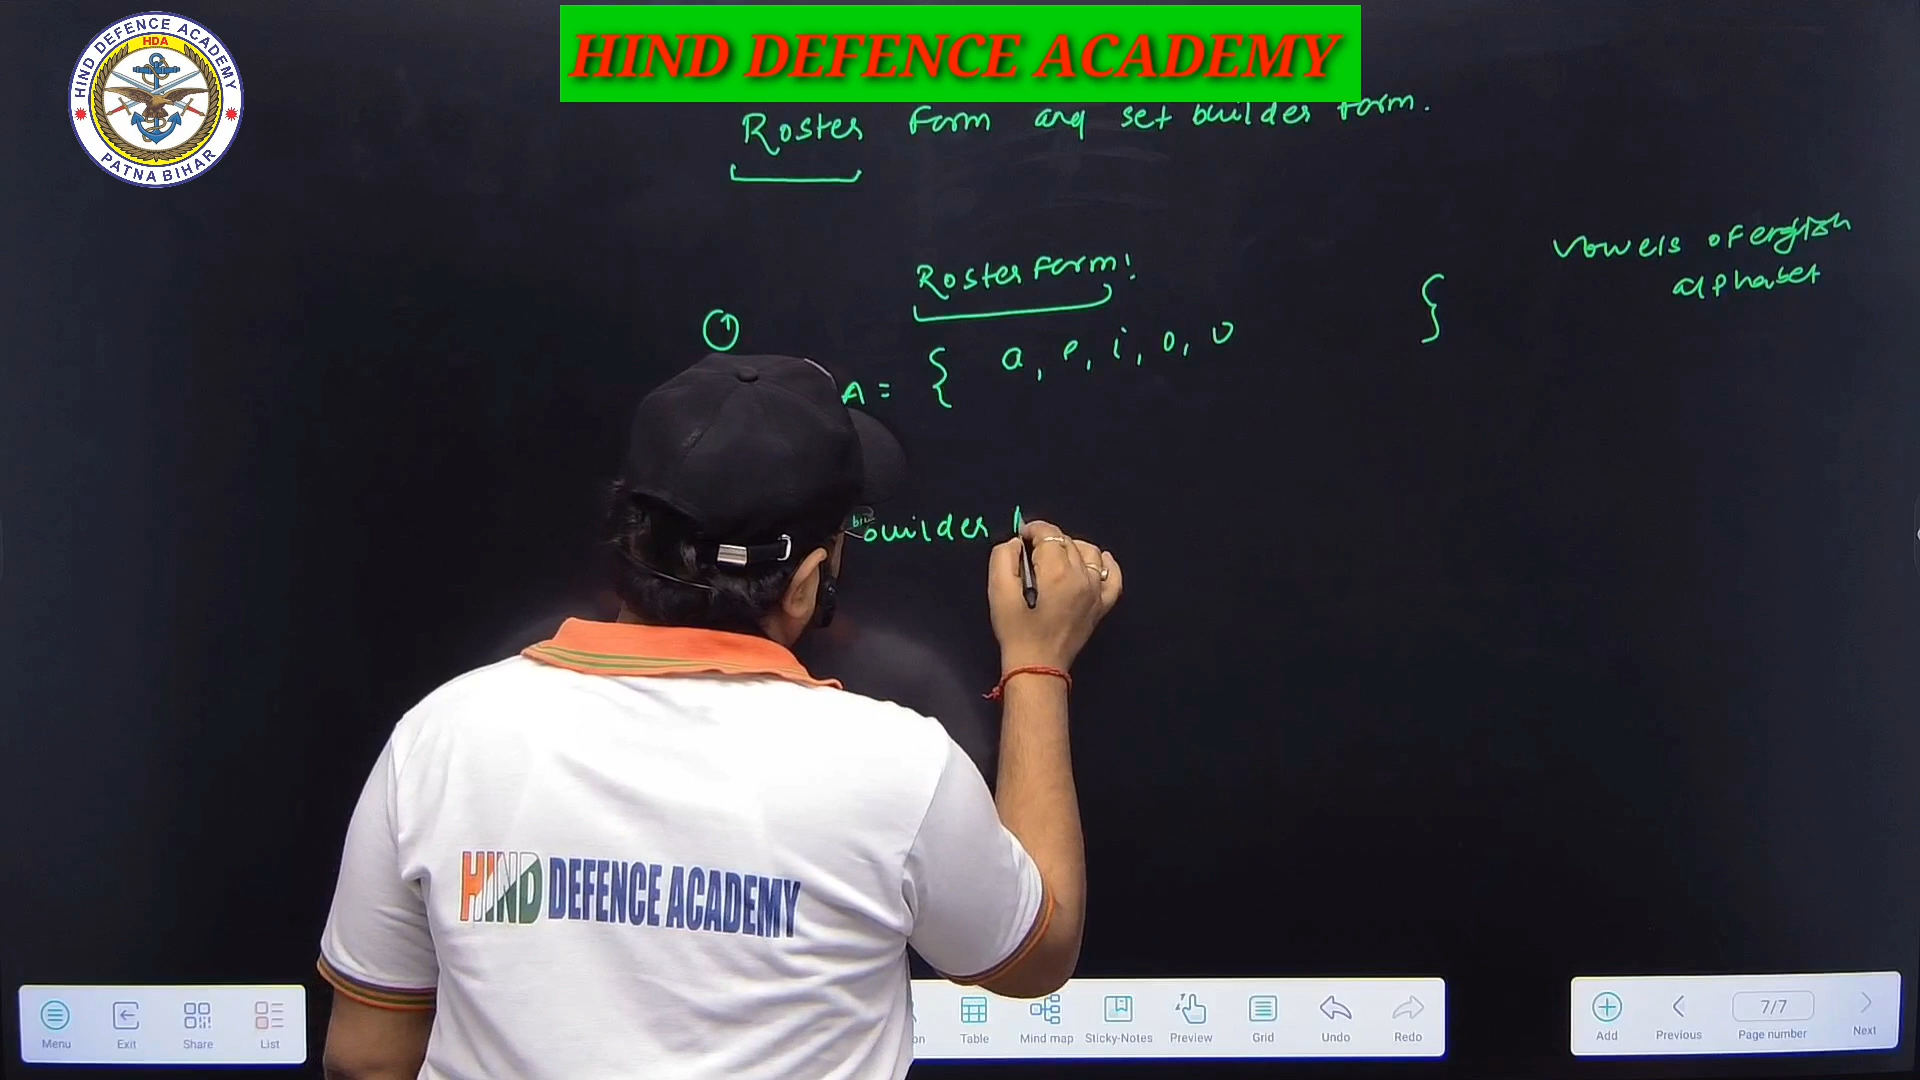 HIND DEFENCE ACADEMY
HIND DEFENCE ACADEMY
HDA
PATNA BIHAR
Roster Form and set builder form.
Vowels of english
alphabet
Roster Form!
1
A = { a, e, i, o, u }
builder
HIND DEFENCE ACADEMY
Menu
Exit
Share
List
on
Table
Mind map
Sticky-Notes
Preview
Grid
Undo
Redo
Add
Previous
7/7
Page number
Next